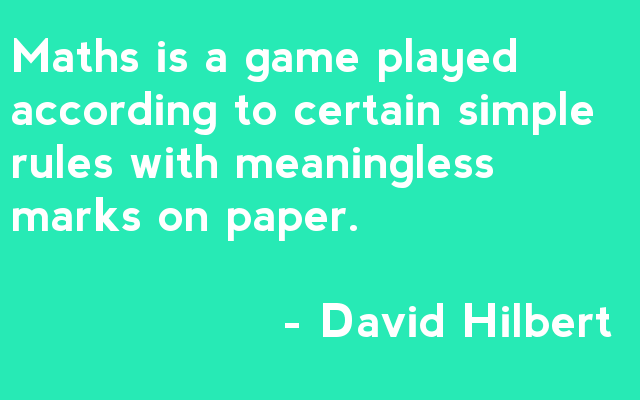 Maths is a game played
according to certain simple
rules with meaningless
marks on paper.
- David Hilbert